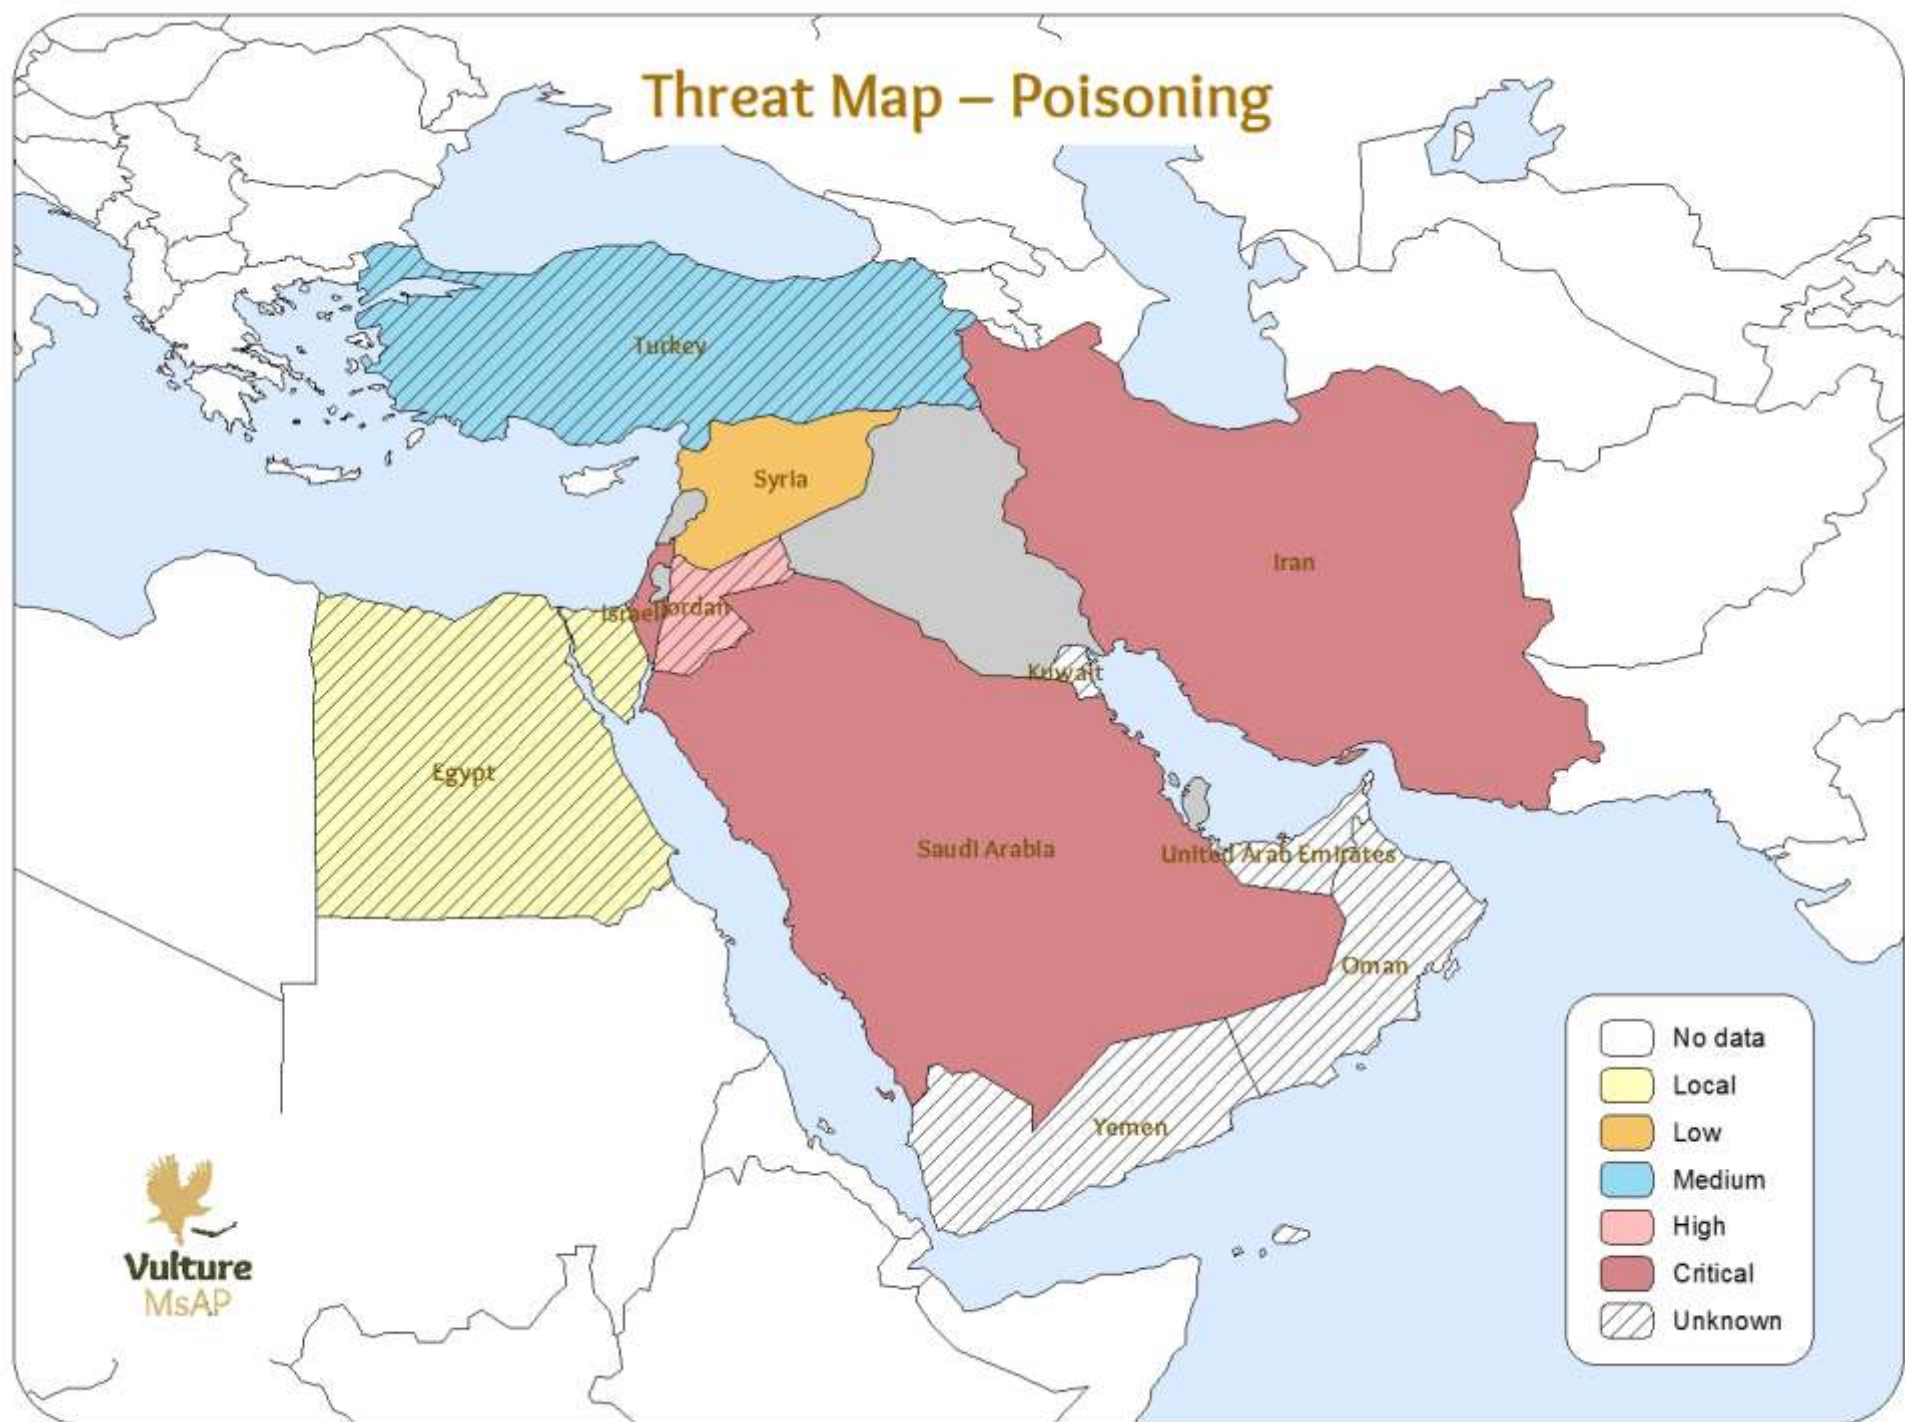 Threat Map – Poisoning
Turkey
Syria
Iran
Israel
Jordan
Kuwait
Egypt
Saudi Arabia
United Arab Emirates
Oman
Yemen
No data
Local
Low
Medium
High
Critical
Unknown
Vulture
MsAP